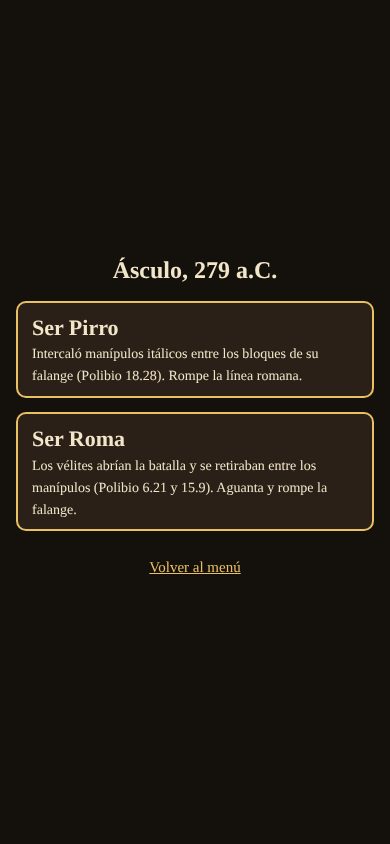 Ásculo, 279 a.C.
Ser Pirro
Intercaló manípulos itálicos entre los bloques de su
falange (Polibio 18.28). Rompe la línea romana.
Ser Roma
Los vélites abrían la batalla y se retiraban entre los
manípulos (Polibio 6.21 y 15.9). Aguanta y rompe la
falange.
Volver al menú